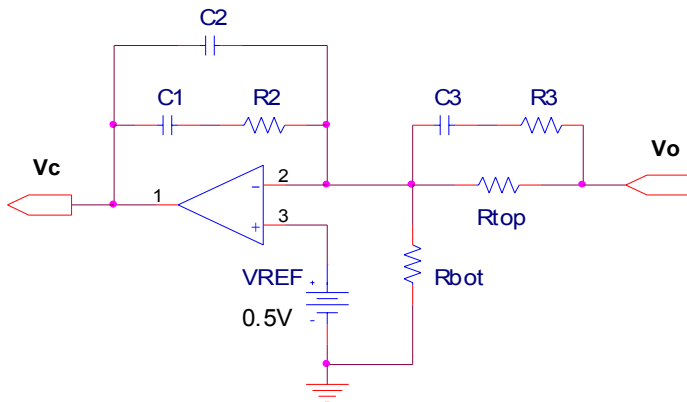 C2
C1
R2
C3
R3
Vc
Vo
1
2
-
3
+
Rtop
Rbot
VREF
+
-
0.5V